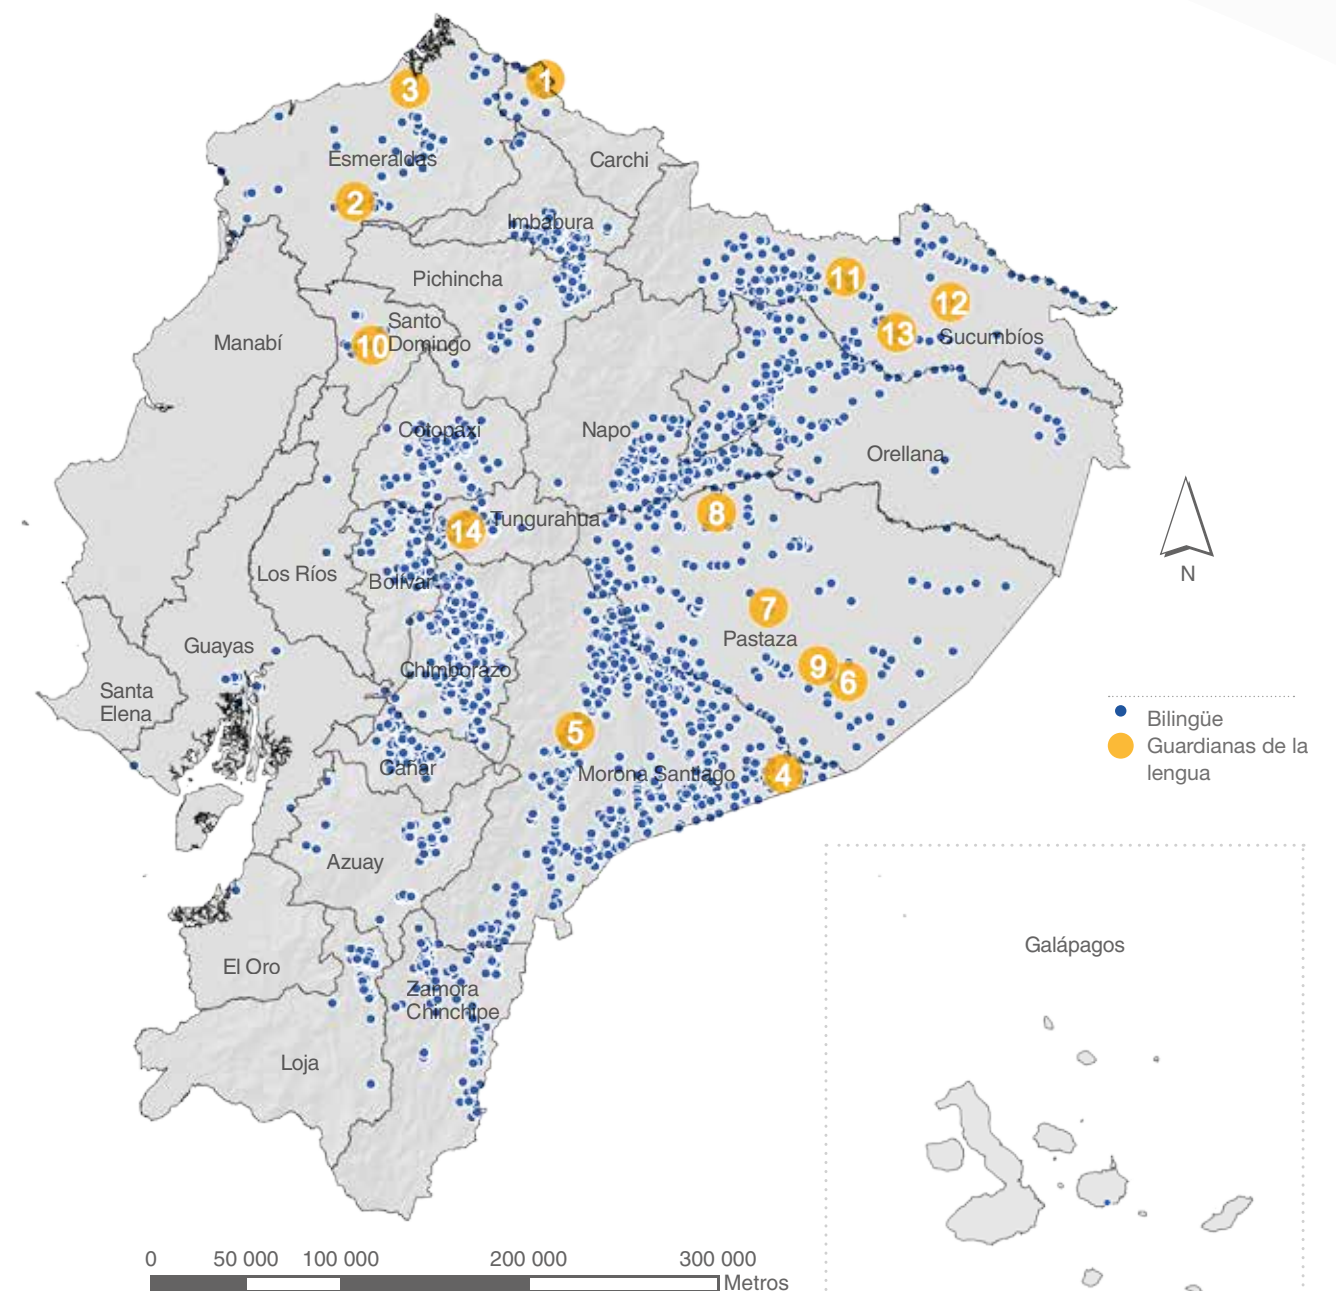 1
3
Esmeraldas
Carchi
2
Imbabura
Pichincha
11
12
13
Sucumbíos
Santo
Domingo
10
Manabí
Cotopaxi
Napo
Orellana
8
Tungurahua
14
Los Ríos
Bolívar
7
Pastaza
Guayas
9
6
Chimborazo
Santa
Elena
5
Cañar
Morona Santiago
4
Azuay
El Oro
Zamora
Chinchipe
Loja
N
Bilingüe
Guardianas de la
lengua
Galápagos
0 50 000 100 000 200 000 300 000
Metros